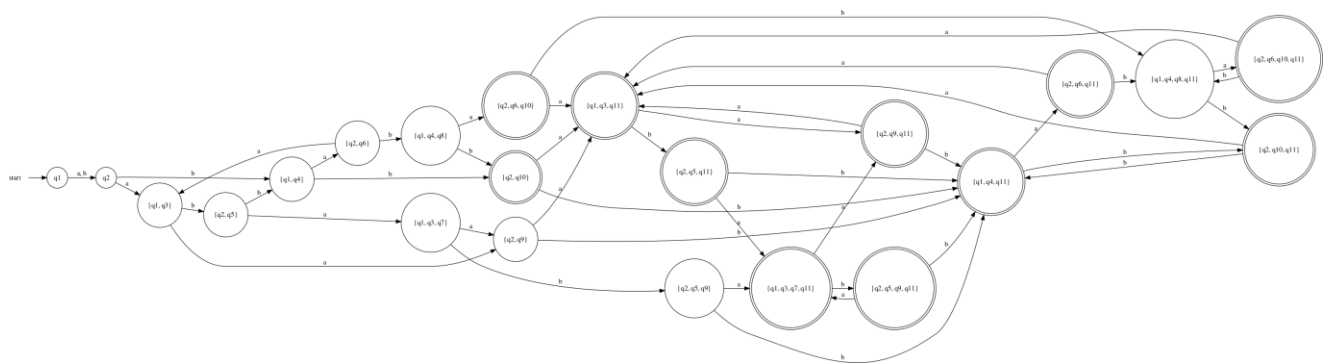 start
q1
a, b
q2
a
b
{q1, q3}
b
a
{q2, q5}
b
a
{q1, q4}
a
b
{q2, q6}
a
b
{q1, q4, q8}
a
b
{q1, q3, q7}
a
b
{q2, q6, q10}
b
a
{q2, q10}
a
b
{q2, q9}
a
b
{q1, q3, q11}
b
a
{q2, q5, q11}
b
a
{q2, q5, q9}
a
b
{q1, q3, q7, q11}
a
b
{q2, q9, q11}
a
b
{q2, q5, q9, q11}
a
b
{q1, q4, q11}
a
b
{q2, q6, q11}
a
b
{q1, q4, q8, q11}
a
b
{q2, q6, q10, q11}
a
b
{q2, q10, q11}
a
b